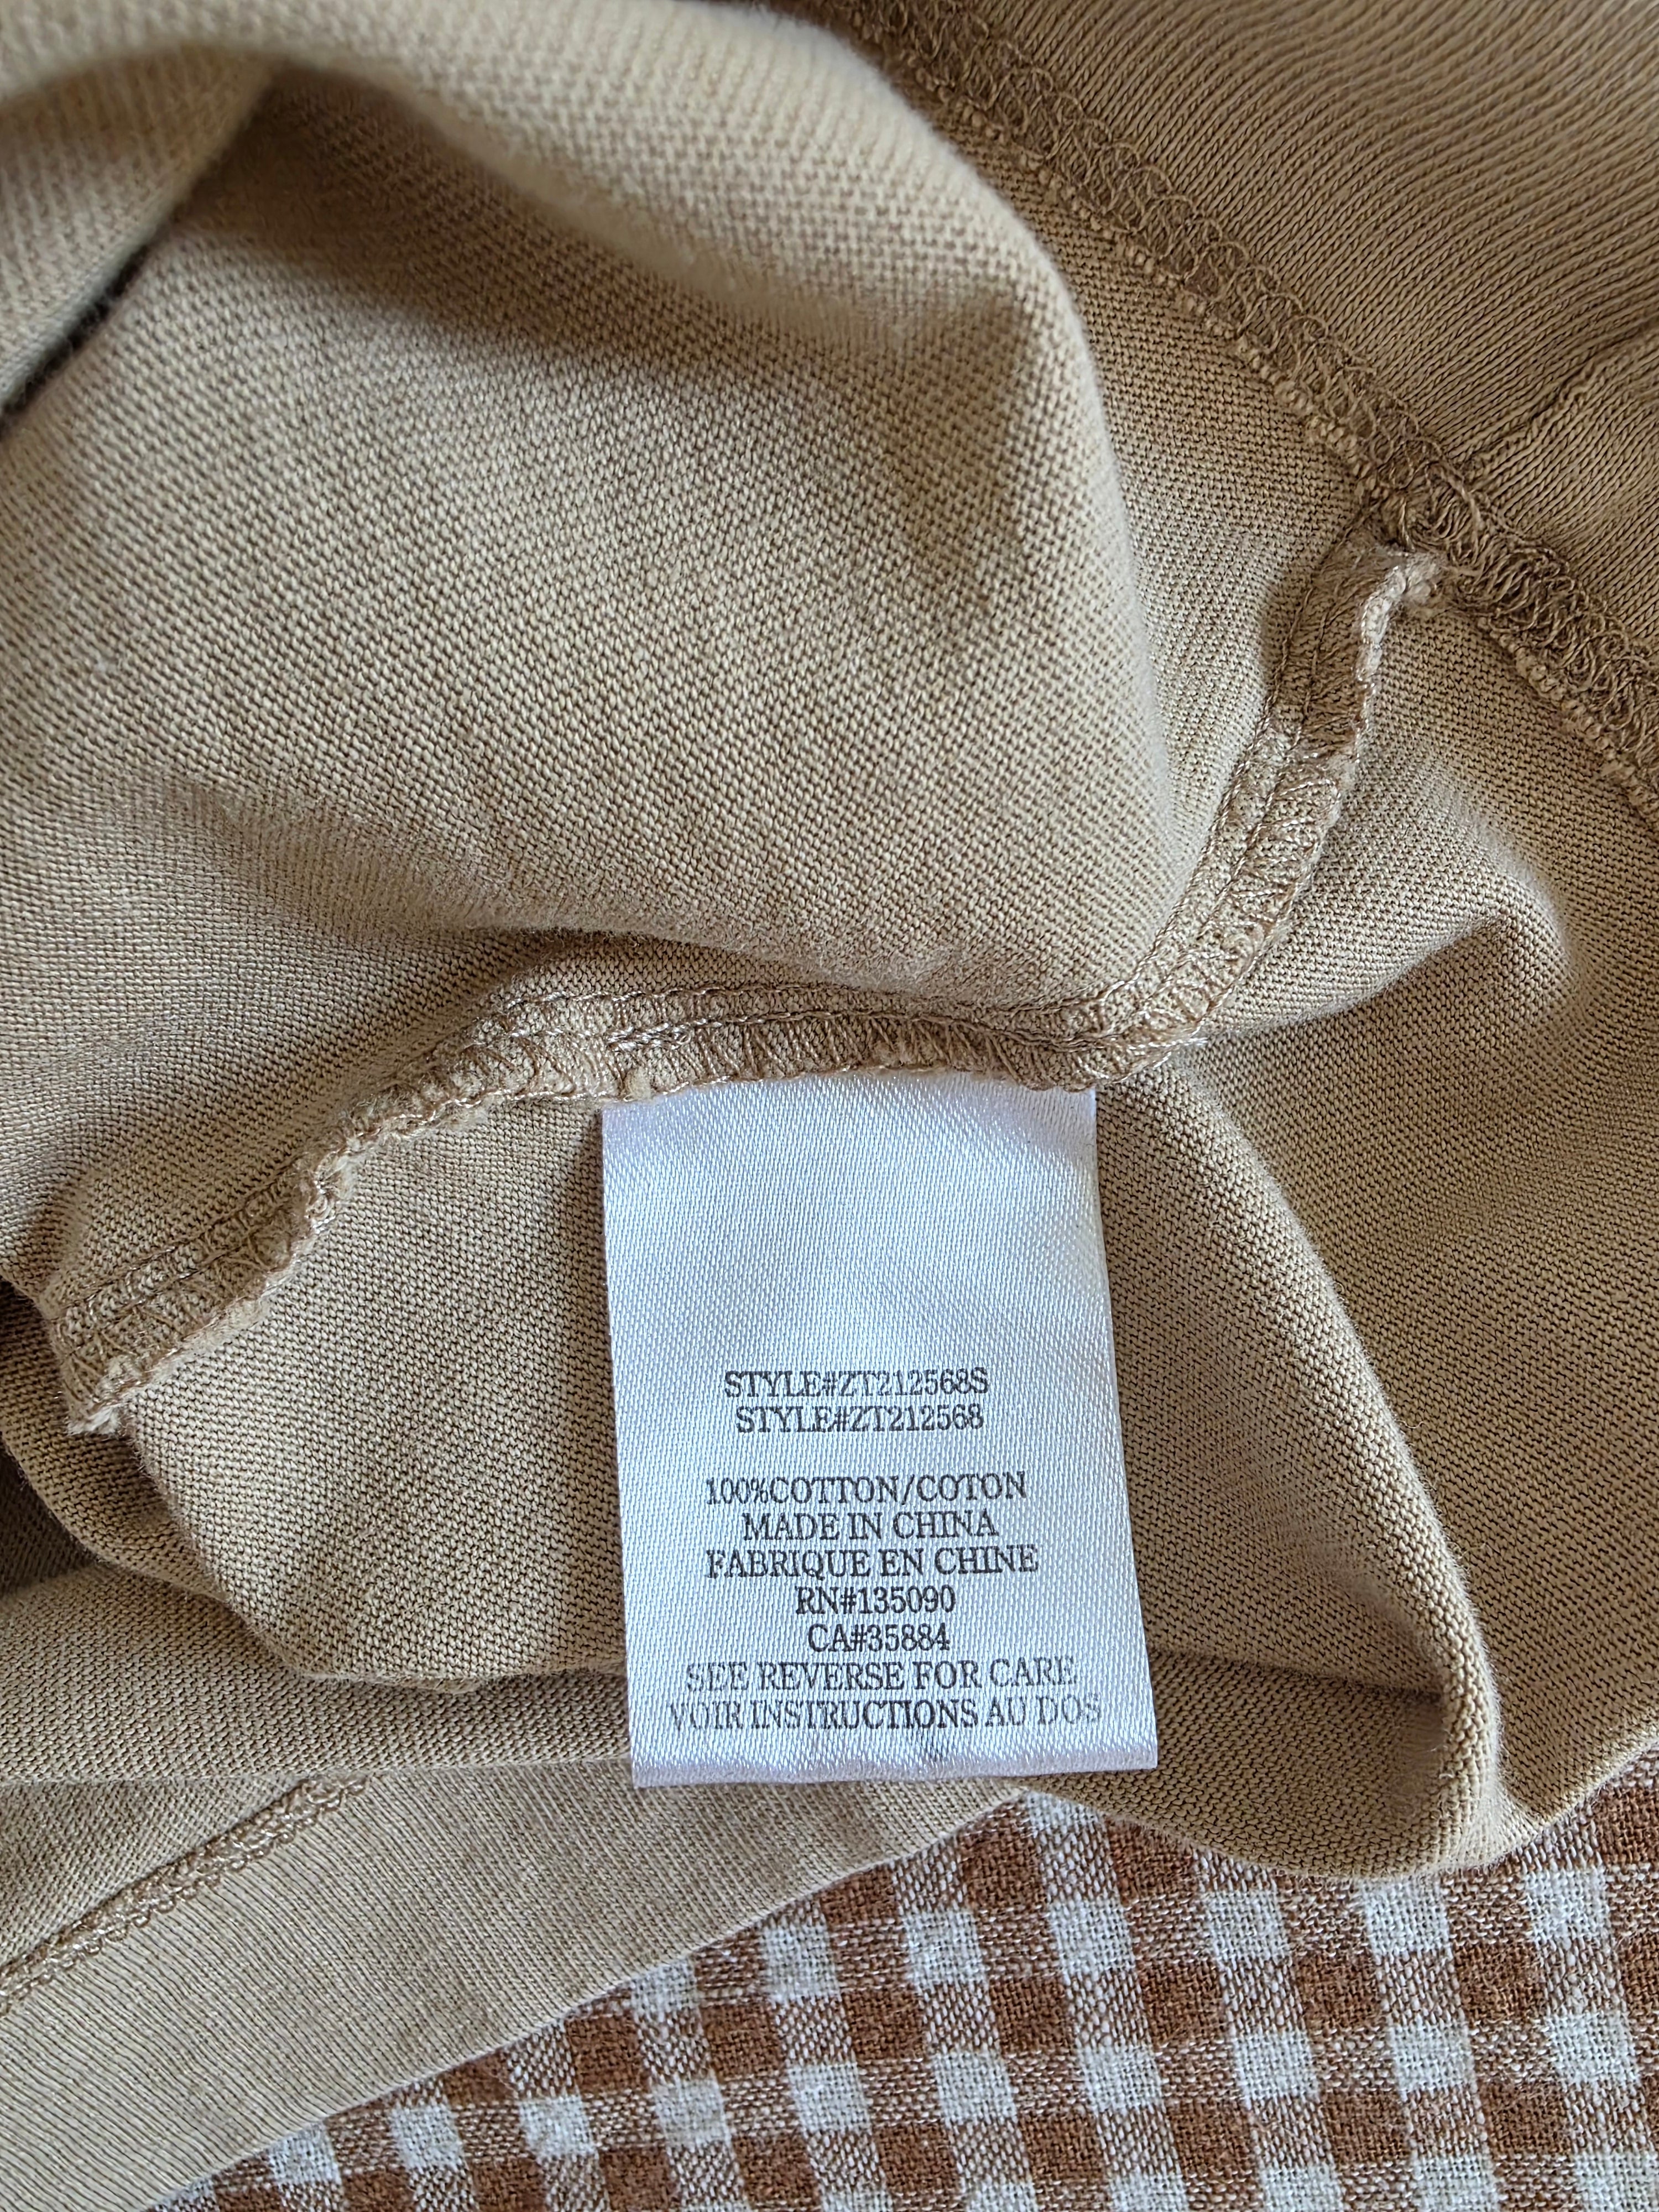 STYLE#ZT212568S
STYLE#ZT212568
100%COTTON/COTON
MADE IN CHINA
FABRIQUE EN CHINE
RN#135090
CA#35884
SEE REVERSE FOR CARE
VOIR INSTRUCTIONS AU DOS